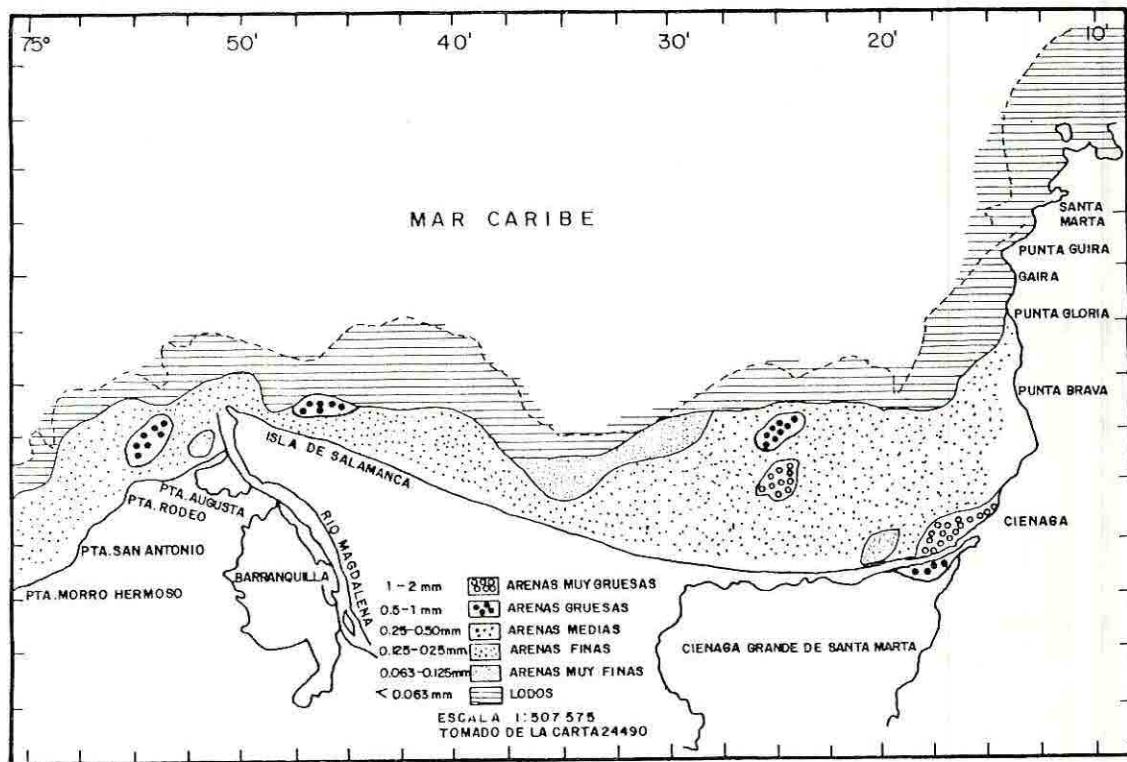 75° 50' 40' 30' 20' 10'
MAR CARIBE
SANTA
MARTA
PUNTA GUIRA
GAIRA
PUNTA GLORIA
PUNTA BRAVA
CIENAGA
ISLA DE SALAMANCA
PTA. AUGUSTA
PTA. RODEO
PTA. SAN ANTONIO
PTA. MORRO HERMOSO
BARRANQUILLA
RIO MAGDALENA
CIENAGA GRANDE DE SANTA MARTA
1-2 mm ARENAS MUY GRUESAS
0.5-1 mm ARENAS GRUESAS
0.25-0.50mm ARENAS MEDIAS
0.125-025mm ARENAS FINAS
0.063-0.125mm ARENAS MUY FINAS
< 0.063 mm LODOS
ESCALA 1:507 575
TOMADO DE LA CARTA 24490